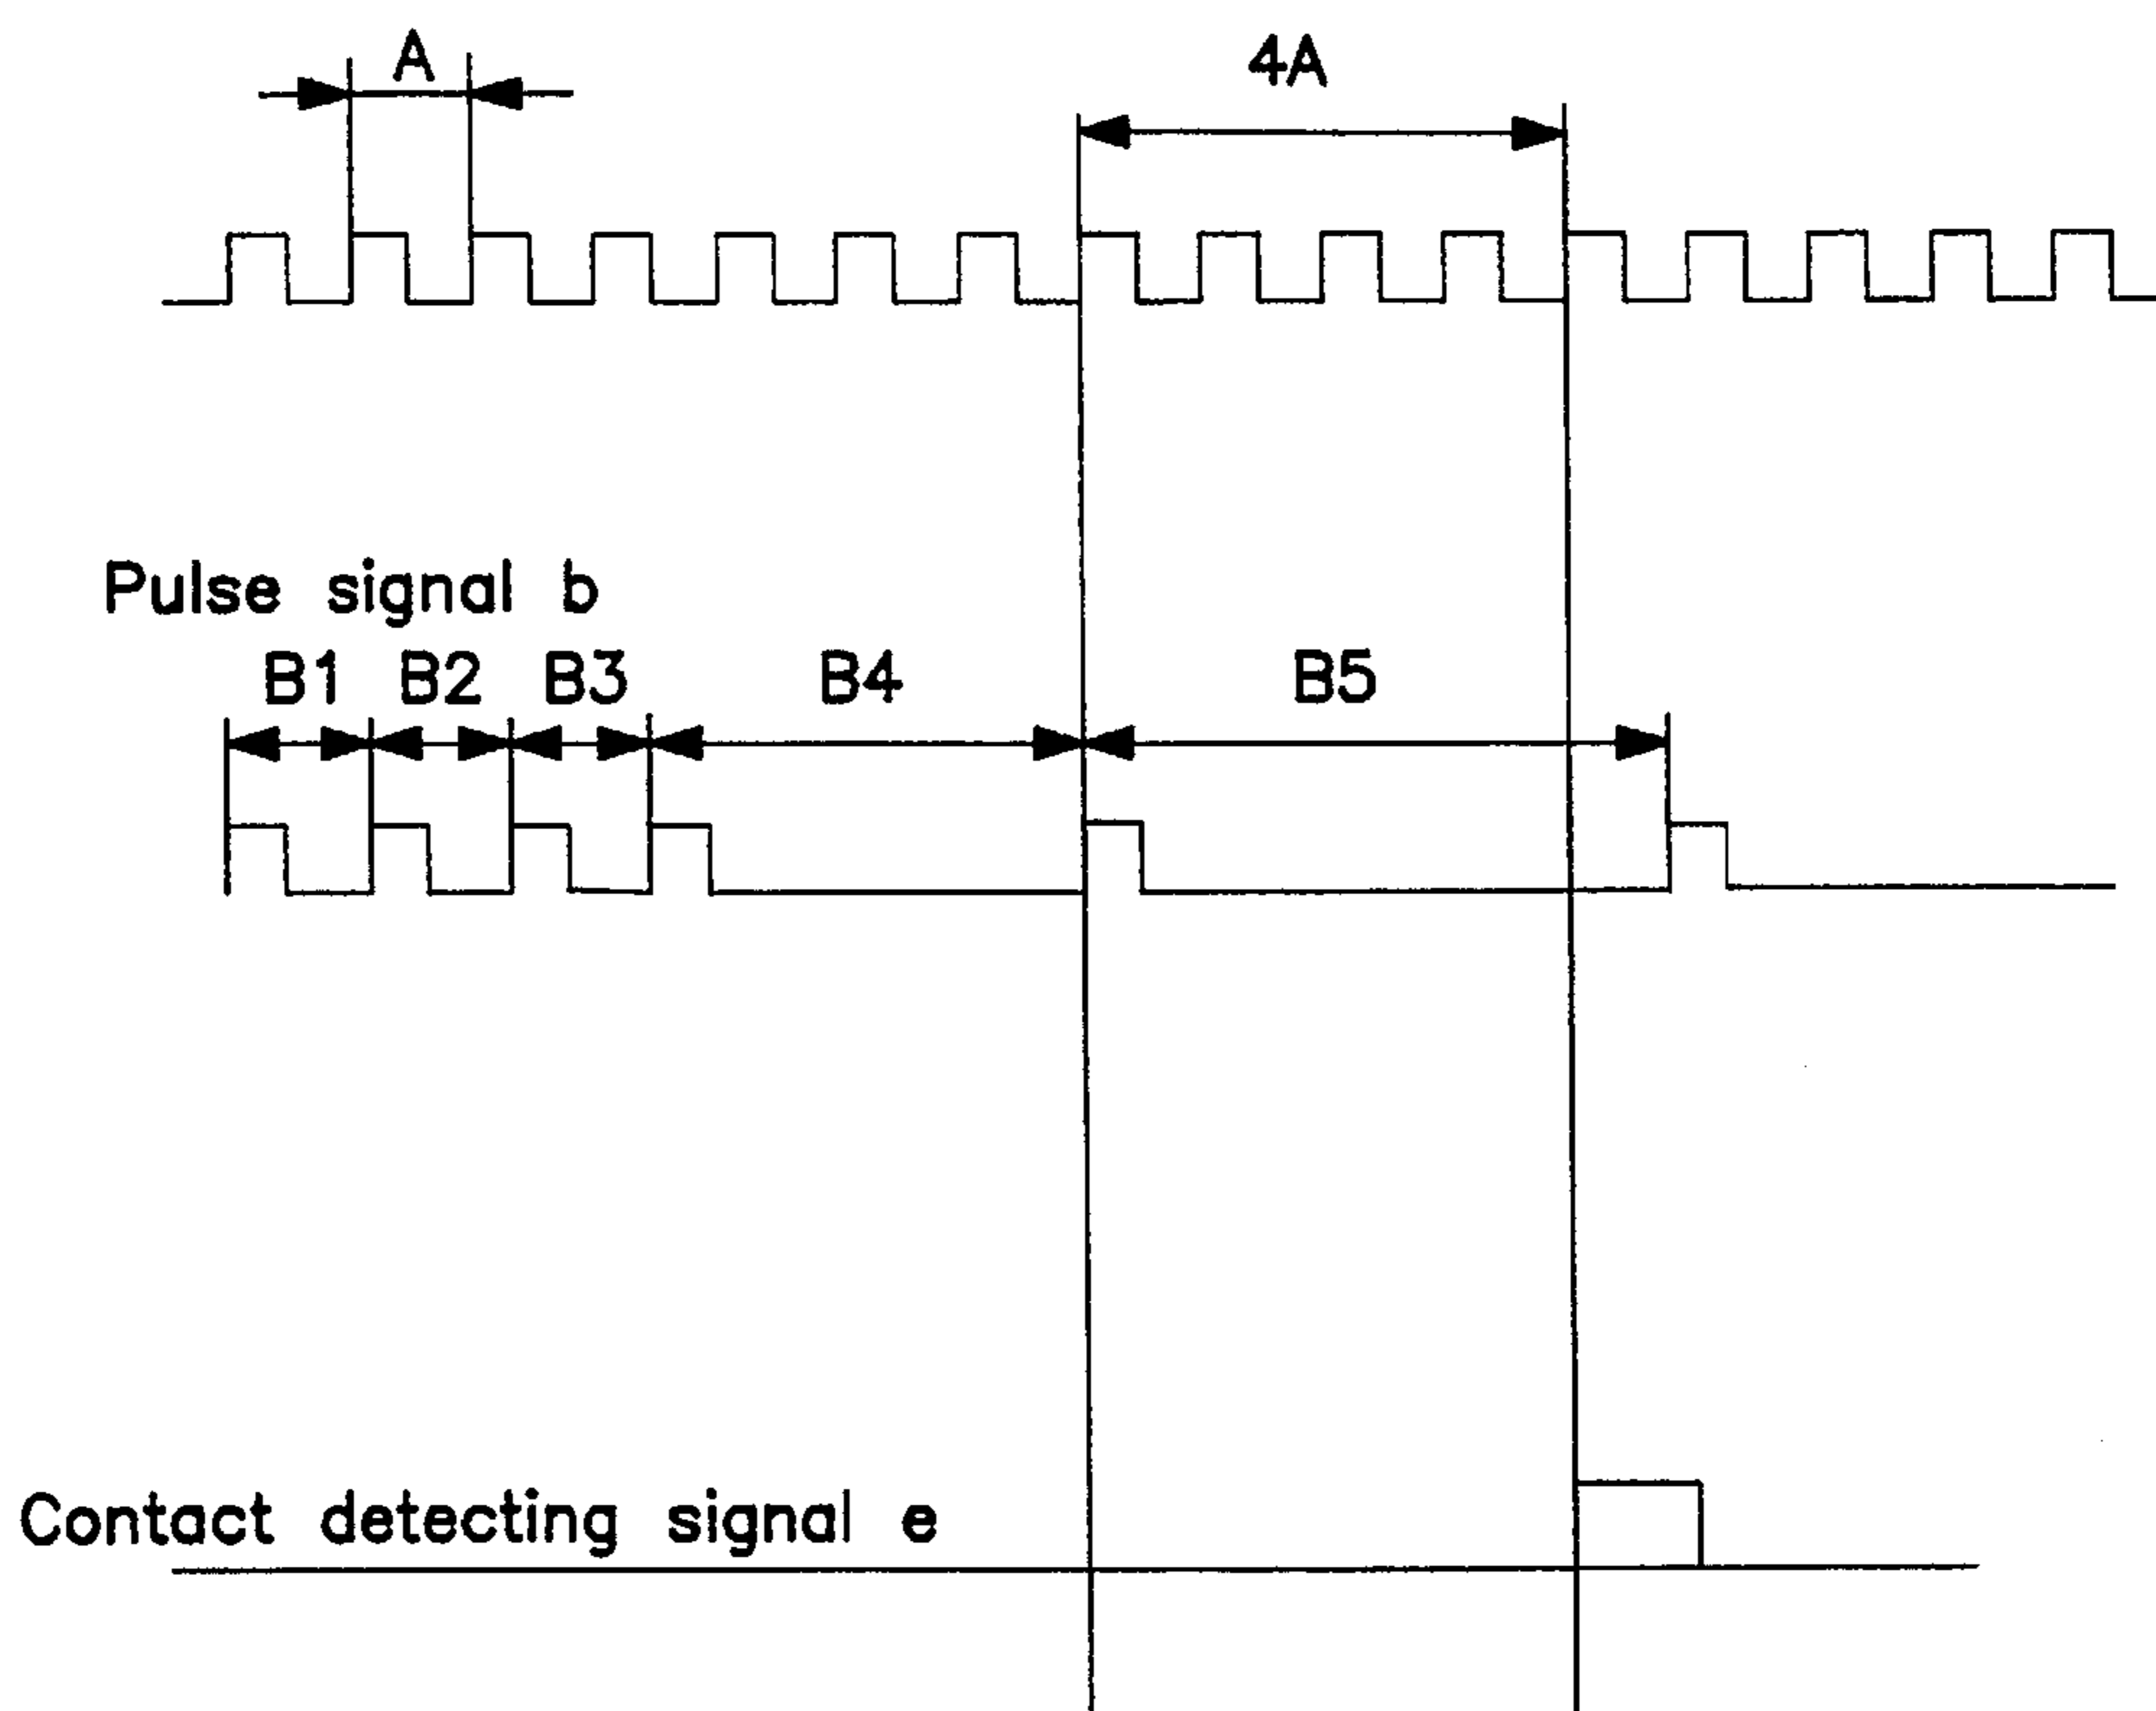 A
4A
Pulse signal b
B1 B2 B3 B4 B5
Contact detecting signal e